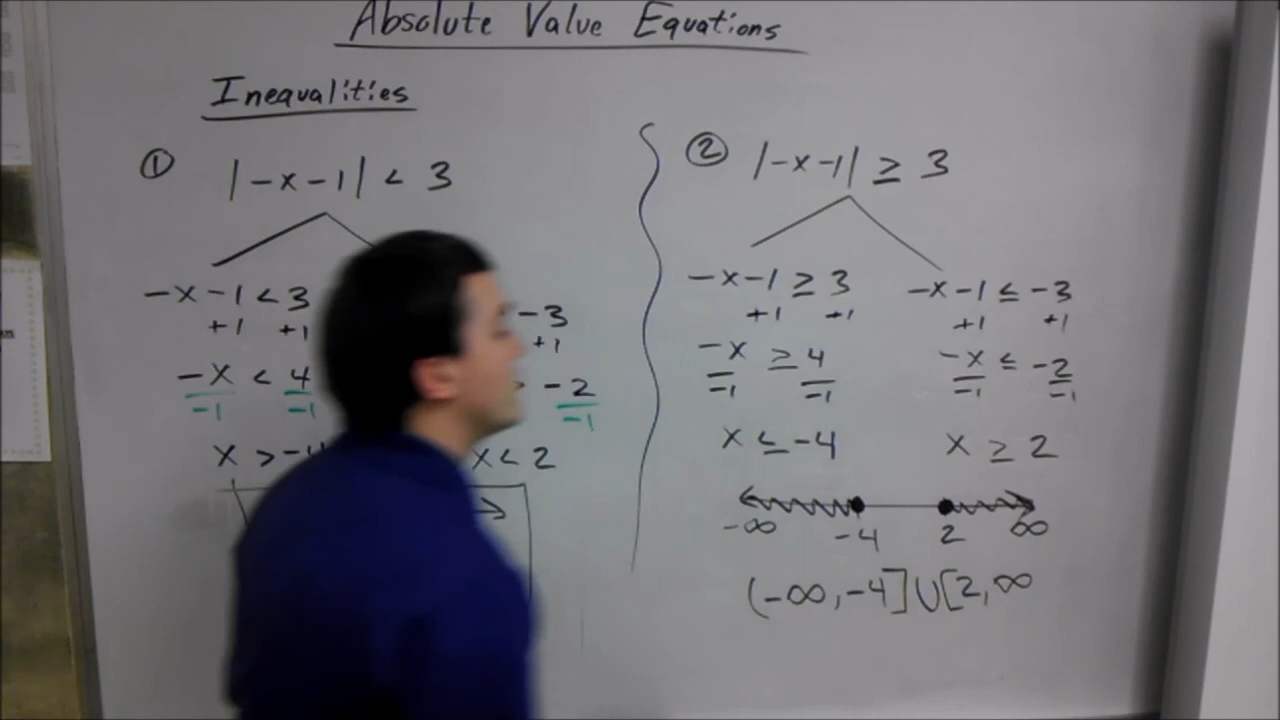 Absolute Value Equations
Inequalities
① |-x-1| < 3
-x-1 < 3
+1 +1
-x < 4
-1 -1
x > -4
-3
+1
-2
-1
x < 2
② |-x-1| ≥ 3
-x-1 ≥ 3
+1 +1
-x ≥ 4
-1 -1
x ≤ -4
-x-1 ≤ -3
+1 +1
-x ≤ -2
-1 -1
x ≥ 2
-∞ -4 2 ∞
(-∞,-4]∪[2,∞